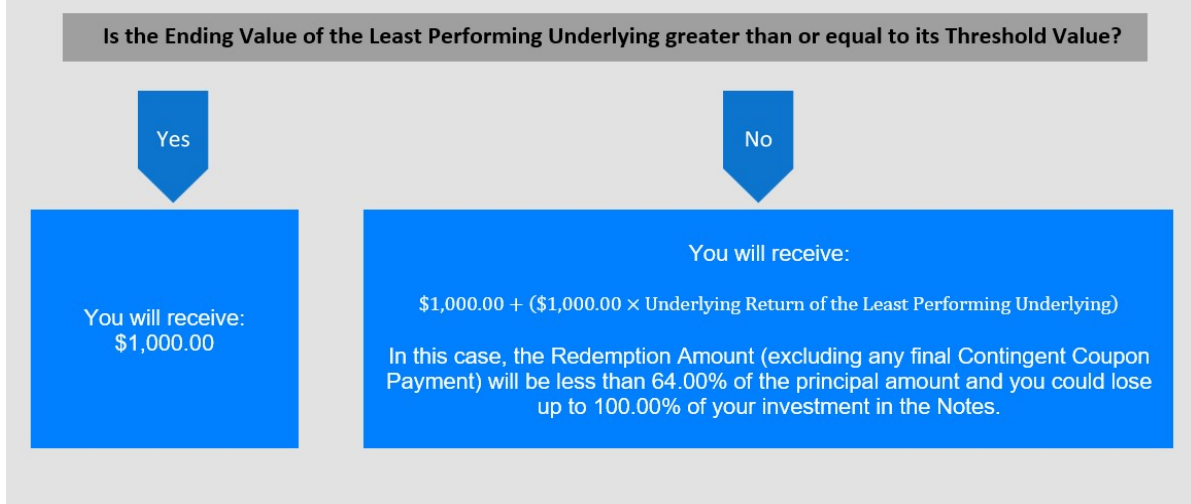 Is the Ending Value of the Least Performing Underlying greater than or equal to its Threshold Value?
Yes
No
You will receive:
$1,000.00
You will receive:
$1,000.00 + ($1,000.00 × Underlying Return of the Least Performing Underlying)
In this case, the Redemption Amount (excluding any final Contingent Coupon
Payment) will be less than 64.00% of the principal amount and you could lose
up to 100.00% of your investment in the Notes.